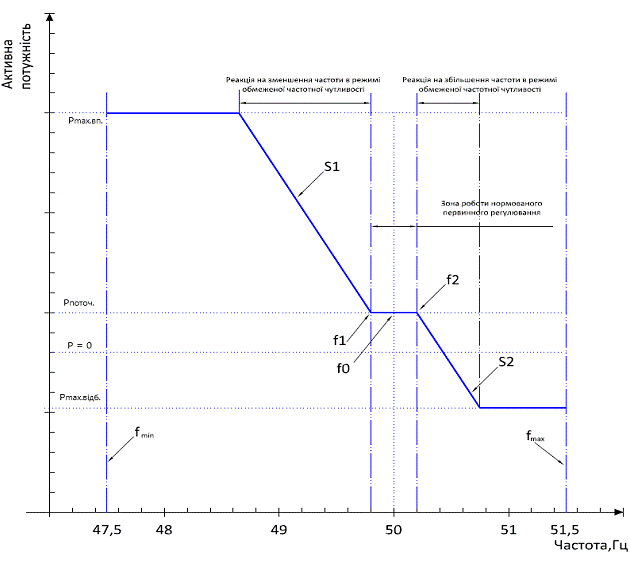 Активна
потужність
Реакція на зменшення частоти в режимі
обмеженої частотної чутливості
Реакція на збільшення частоти в режимі
обмеженої частотної чутливості
Pmax.вп.
S1
Зона роботи нормованого
первинного регулювання
f2
Pпоточ.
f1
P = 0
f0
S2
Pmax.відб.
f min
f max
47,5
48
49
50
51
51,5
Частота,Гц